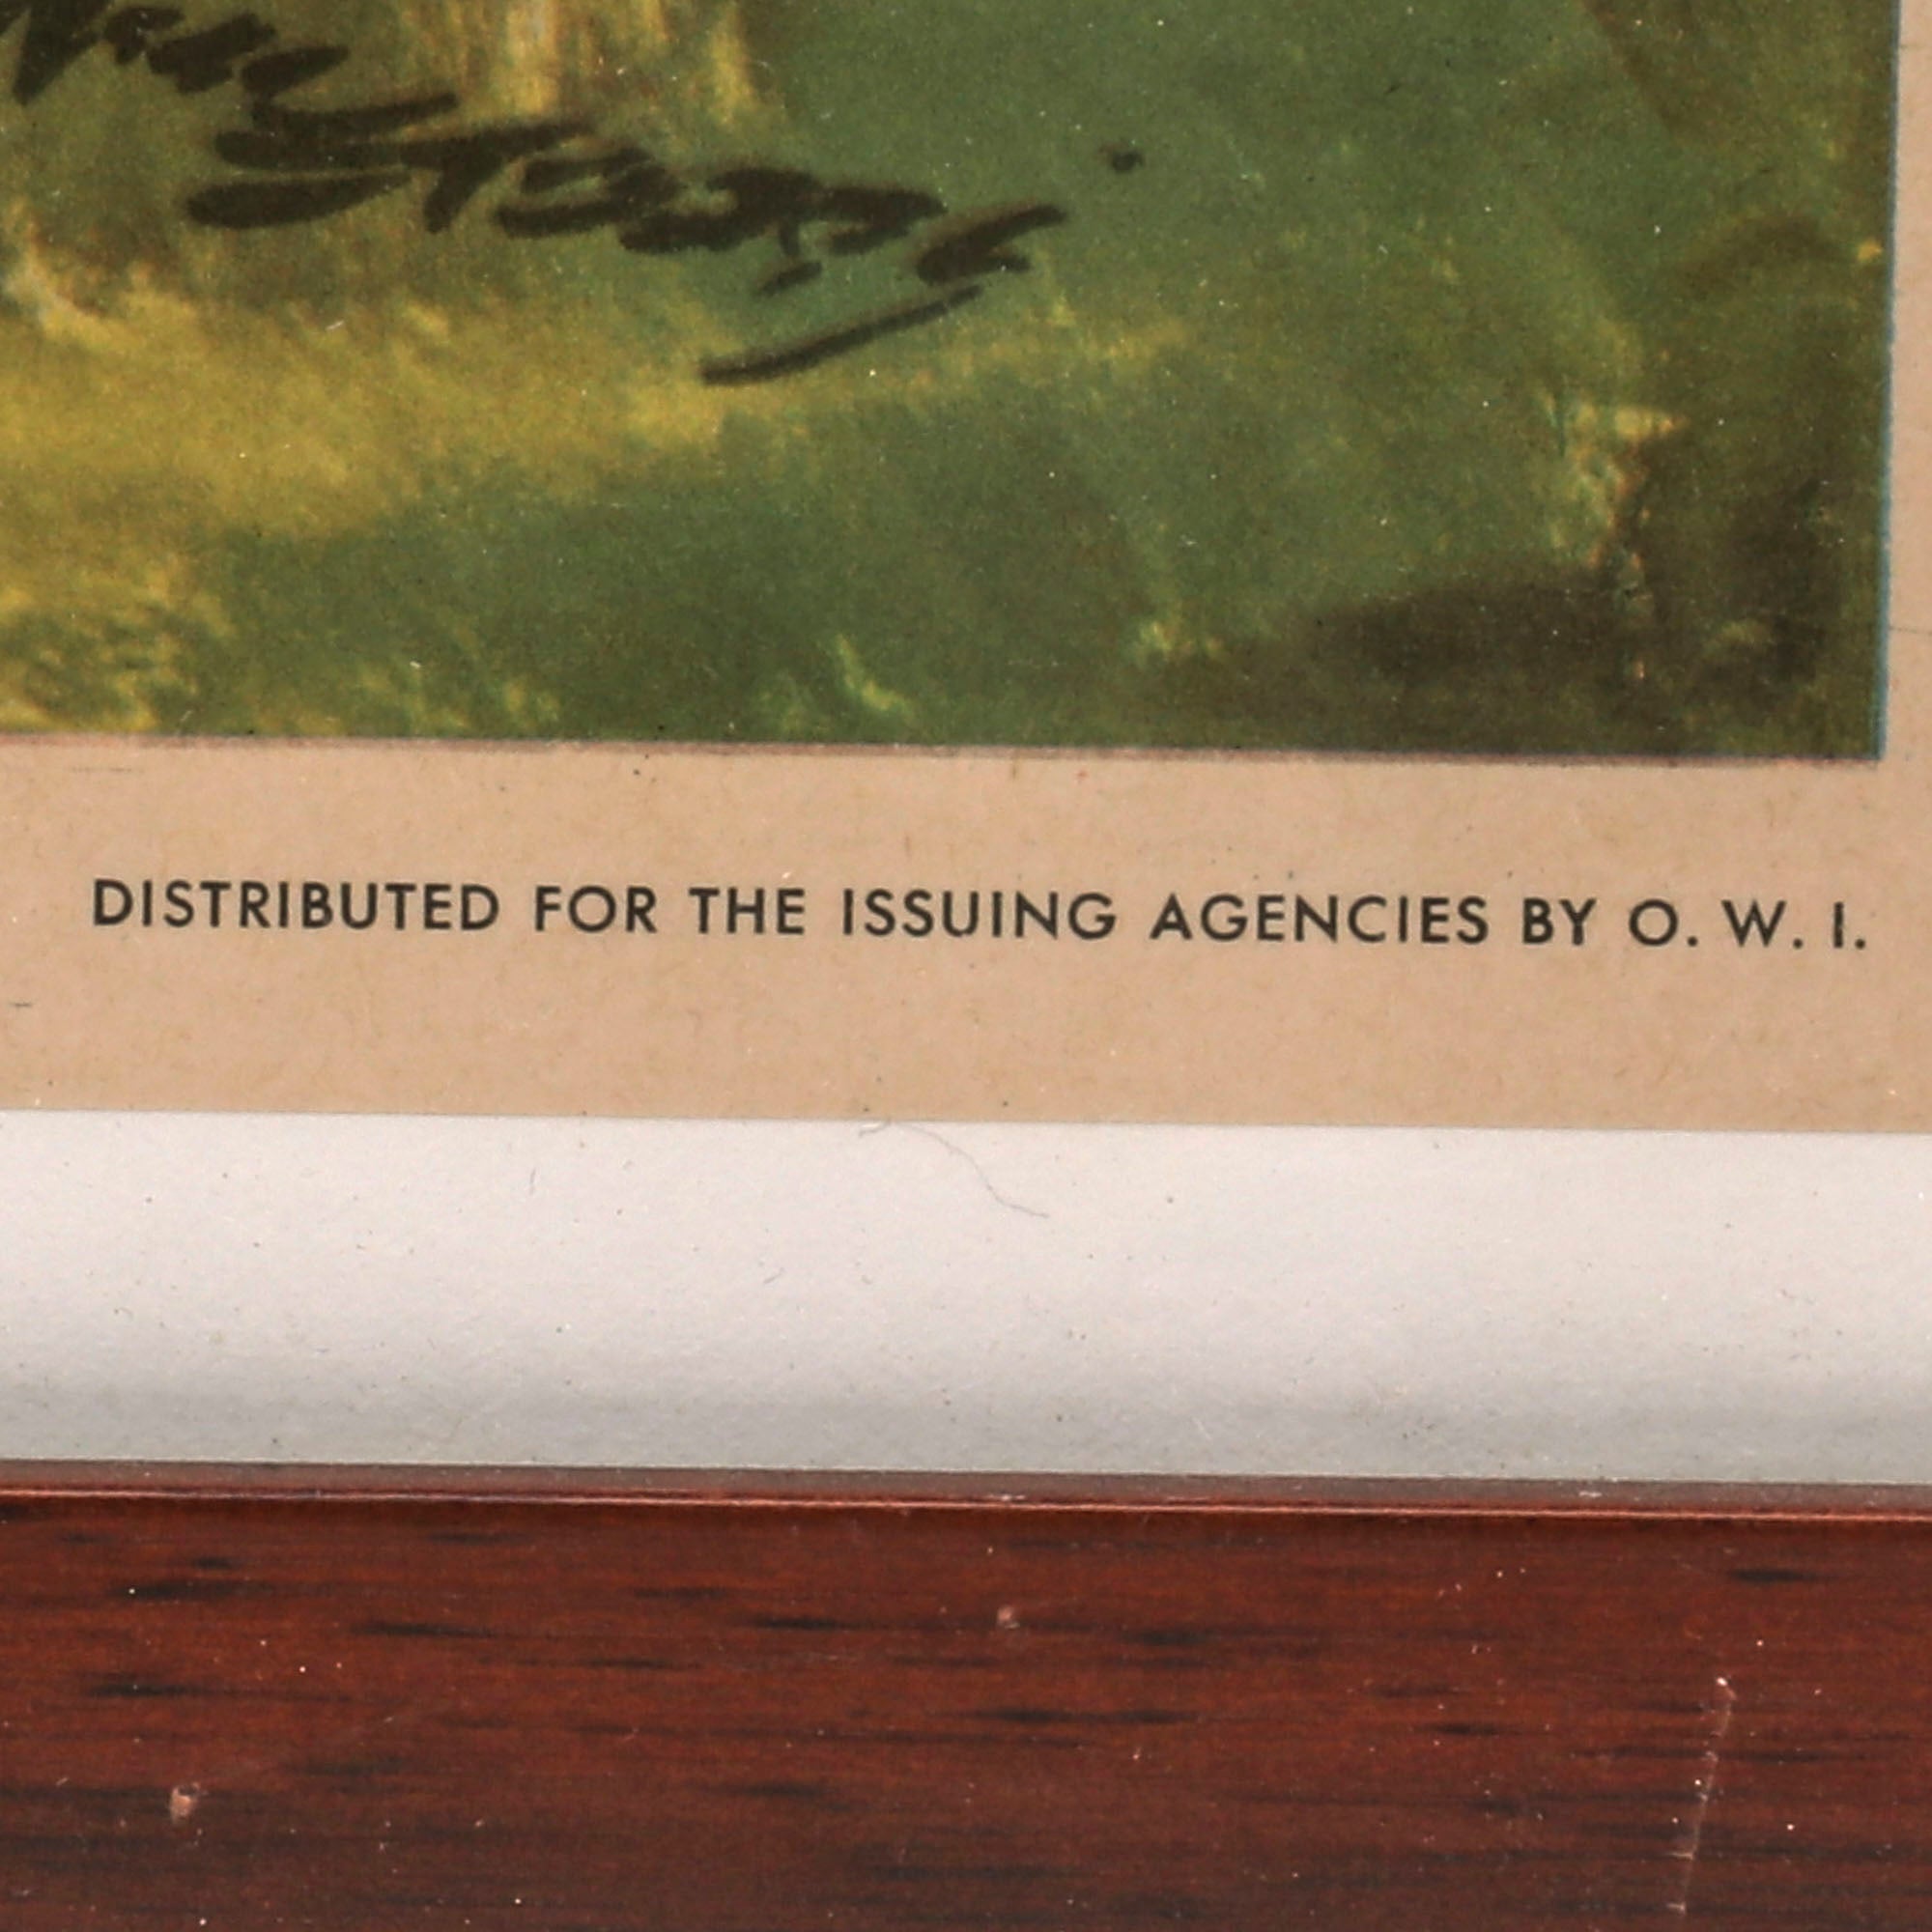 DISTRIBUTED FOR THE ISSUING AGENCIES BY O. W. I.